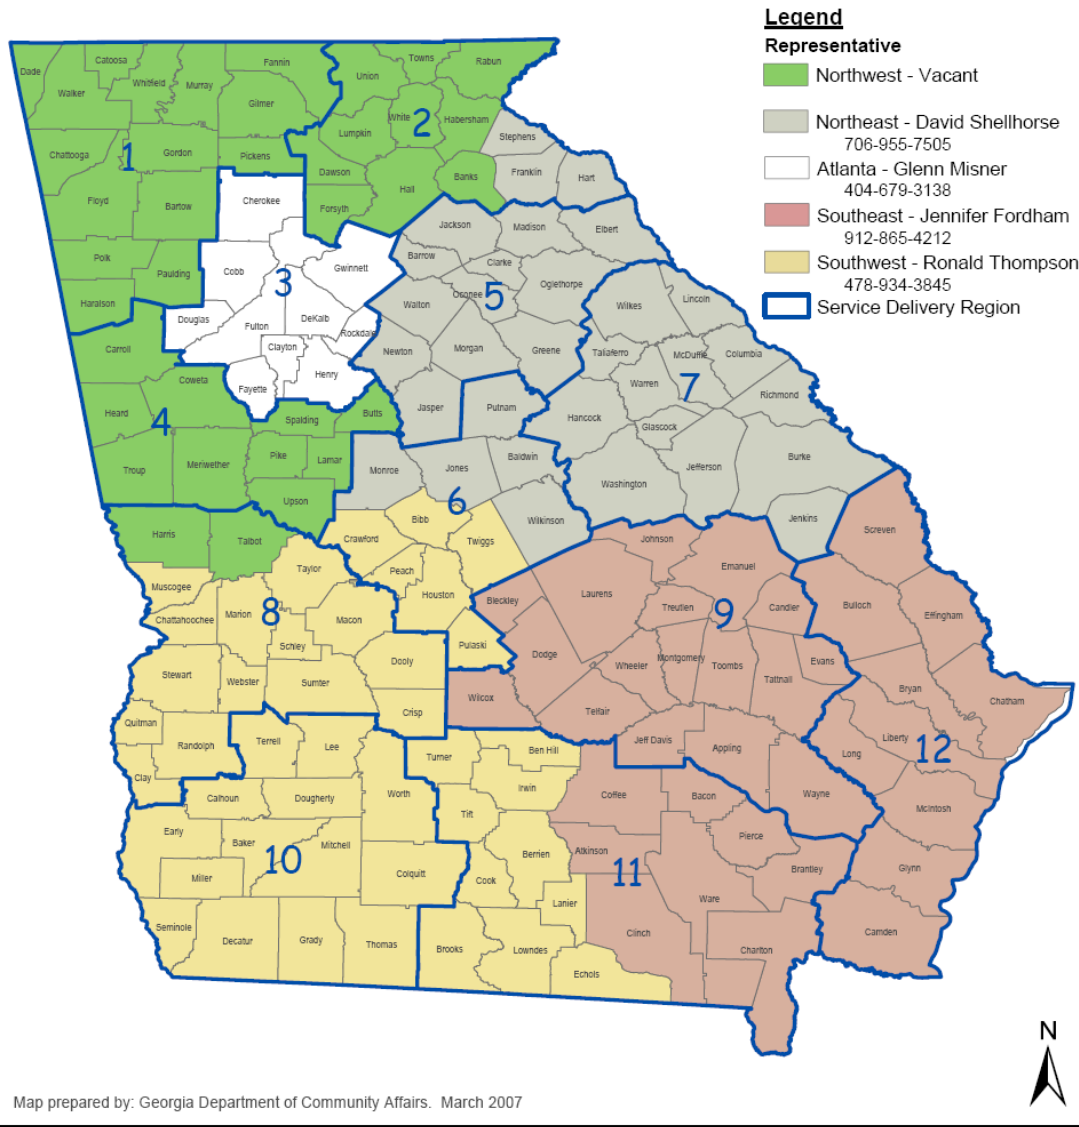 Legend
Representative
Northwest - Vacant
Northeast - David Shellhorse
706-955-7505
Atlanta - Glenn Misner
404-679-3138
Southeast - Jennifer Fordham
912-865-4212
Southwest - Ronald Thompson
478-934-3845
Service Delivery Region
Dade
Catoosa
Walker
Whitfield
Murray
Fannin
Gilmer
Chattooga
1
Gordon
Pickens
Floyd
Bartow
Polk
Paulding
Haralson
Union
Towns
Rabun
White
2
Habersham
Lumpkin
Dawson
Hall
Banks
Forsyth
Stephens
Franklin
Hart
Cherokee
Cobb
3
Gwinnett
Douglas
Fulton
DeKalb
Rockdale
Clayton
Fayette
Henry
Carroll
Coweta
Heard
4
Spalding
Butts
Troup
Meriwether
Pike
Lamar
Upson
Jackson
Madison
Elbert
Barrow
Clarke
Oconee
5
Oglethorpe
Walton
Newton
Morgan
Greene
Jasper
Putnam
Monroe
Jones
Baldwin
6
Bibb
Wilkinson
Crawford
Twiggs
Peach
Houston
Pulaski
Wilkes
Lincoln
Taliaferro
McDuffie
Columbia
Warren
7
Richmond
Hancock
Glascock
Burke
Jefferson
Washington
Jenkins
Harris
Talbot
Muscogee
Taylor
Chattahoochee
Marion
8
Macon
Schley
Dooly
Stewart
Webster
Sumter
Crisp
Quitman
Randolph
Clay
Johnson
Emanuel
Bleckley
Laurens
Treutlen
9
Candler
Dodge
Wheeler
Montgomery
Toombs
Evans
Tattnall
Wilcox
Telfair
Jeff Davis
Appling
Wayne
Screven
Bulloch
Effingham
Bryan
Chatham
Liberty
12
Long
McIntosh
Glynn
Camden
Terrell
Lee
Calhoun
Dougherty
Worth
Early
Baker
10
Mitchell
Miller
Colquitt
Seminole
Decatur
Grady
Thomas
Turner
Ben Hill
Irwin
Tift
Berrien
Cook
Lanier
Brooks
Lowndes
Echols
Coffee
Bacon
Atkinson
11
Pierce
Brantley
Ware
Clinch
Charlton
N
Map prepared by: Georgia Department of Community Affairs.  March 2007